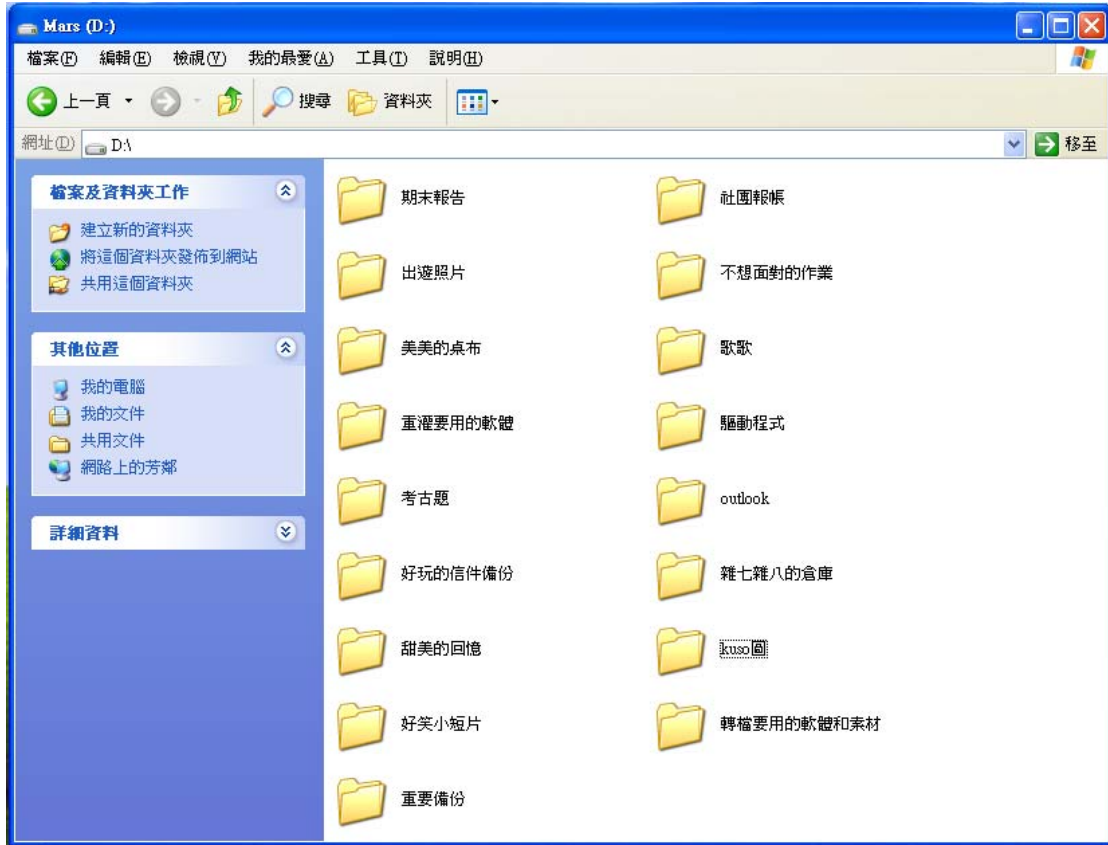 Mars (D:)
檔案(F) 編輯(E) 檢視(V) 我的最愛(A) 工具(T) 說明(H)
上一頁 搜尋 資料夾
網址(D) D:\ 移至
檔案及資料夾工作
建立新的資料夾
將這個資料夾發佈到網站
共用這個資料夾
其他位置
我的電腦
我的文件
共用文件
網路上的芳鄰
詳細資料
期末報告 社團報帳
出遊照片 不想面對的作業
美美的桌布 歌歌
重灌要用的軟體 驅動程式
考古題 outlook
好玩的信件備份 雜七雜八的倉庫
甜美的回憶 kuso圖
好笑小短片 轉檔要用的軟體和素材
重要備份